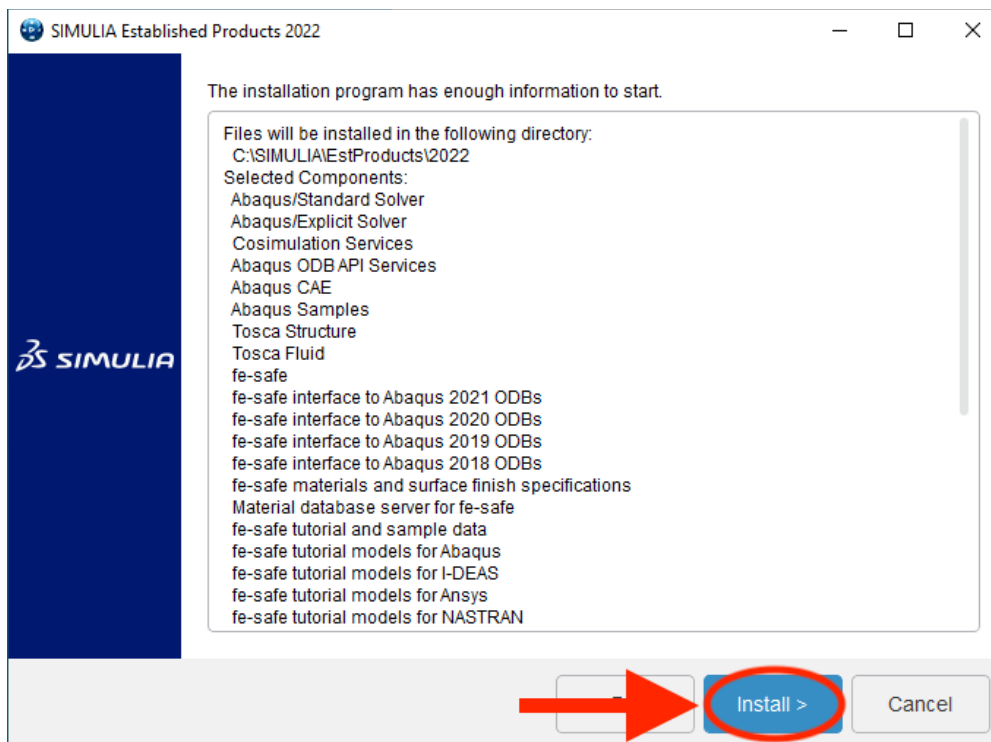 SIMULIA Established Products 2022
The installation program has enough information to start.
Files will be installed in the following directory:
C:\SIMULIA\EstProducts\2022
Selected Components:
Abaqus/Standard Solver
Abaqus/Explicit Solver
Cosimulation Services
Abaqus ODB API Services
Abaqus CAE
Abaqus Samples
Tosca Structure
Tosca Fluid
fe-safe
fe-safe interface to Abaqus 2021 ODBs
fe-safe interface to Abaqus 2020 ODBs
fe-safe interface to Abaqus 2019 ODBs
fe-safe interface to Abaqus 2018 ODBs
fe-safe materials and surface finish specifications
Material database server for fe-safe
fe-safe tutorial and sample data
fe-safe tutorial models for Abaqus
fe-safe tutorial models for I-DEAS
fe-safe tutorial models for Ansys
fe-safe tutorial models for NASTRAN
SIMULIA
Install >
Cancel